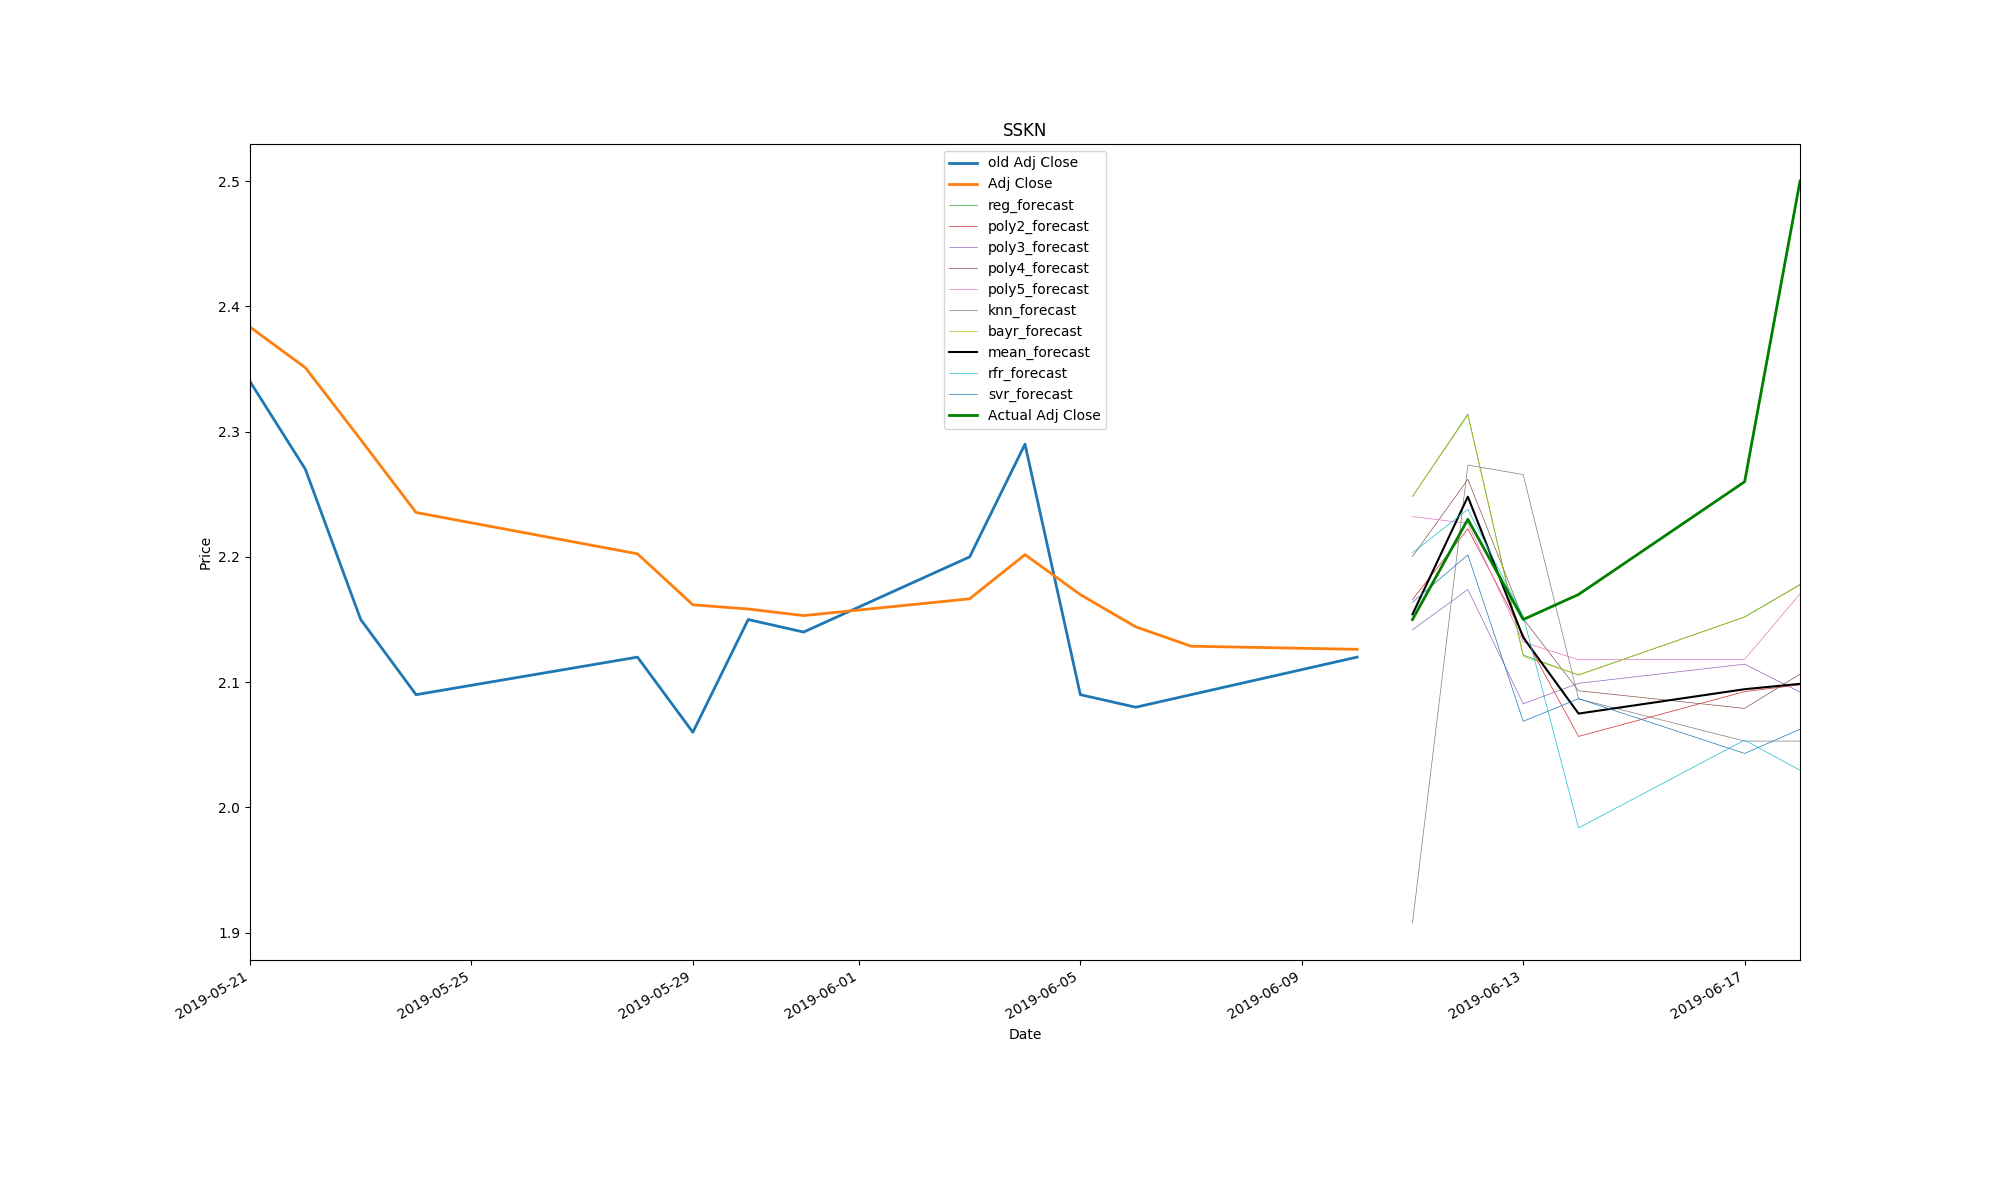 SSKN
old Adj Close
Adj Close
reg_forecast
poly2_forecast
poly3_forecast
poly4_forecast
poly5_forecast
knn_forecast
bayr_forecast
mean_forecast
rfr_forecast
svr_forecast
Actual Adj Close
2.5
2.4
2.3
2.2
2.1
2.0
1.9
Price
2019-05-21
2019-05-25
2019-05-29
2019-06-01
2019-06-05
2019-06-09
2019-06-13
2019-06-17
Date